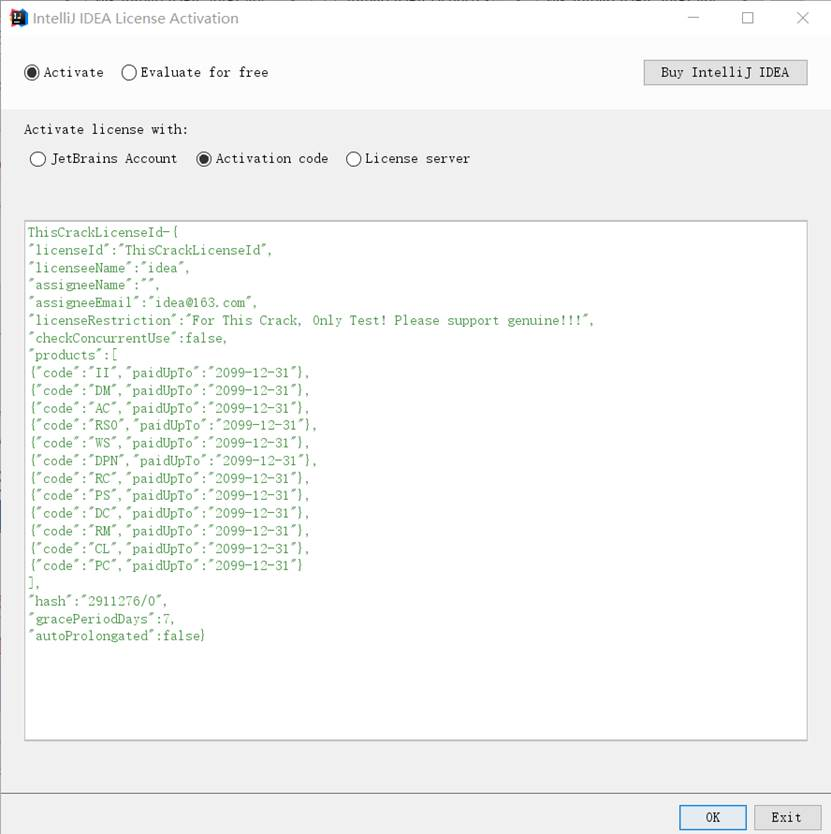 IntelliJ IDEA License Activation
Activate Evaluate for free Buy IntelliJ IDEA
Activate license with:
JetBrains Account Activation code License server
ThisCrackLicenseId-{
"licenseId":"ThisCrackLicenseId",
"licenseeName":"idea",
"assigneeName":"",
"assigneeEmail":"idea@163.com",
"licenseRestriction":"For This Crack, Only Test! Please support genuine!!!",
"checkConcurrentUse":false,
"products":[
{"code":"II","paidUpTo":"2099-12-31"},
{"code":"DM","paidUpTo":"2099-12-31"},
{"code":"AC","paidUpTo":"2099-12-31"},
{"code":"RS0","paidUpTo":"2099-12-31"},
{"code":"WS","paidUpTo":"2099-12-31"},
{"code":"DPN","paidUpTo":"2099-12-31"},
{"code":"RC","paidUpTo":"2099-12-31"},
{"code":"PS","paidUpTo":"2099-12-31"},
{"code":"DC","paidUpTo":"2099-12-31"},
{"code":"RM","paidUpTo":"2099-12-31"},
{"code":"CL","paidUpTo":"2099-12-31"},
{"code":"PC","paidUpTo":"2099-12-31"}
],
"hash":"2911276/0",
"gracePeriodDays":7,
"autoProlongated":false}
OK Exit